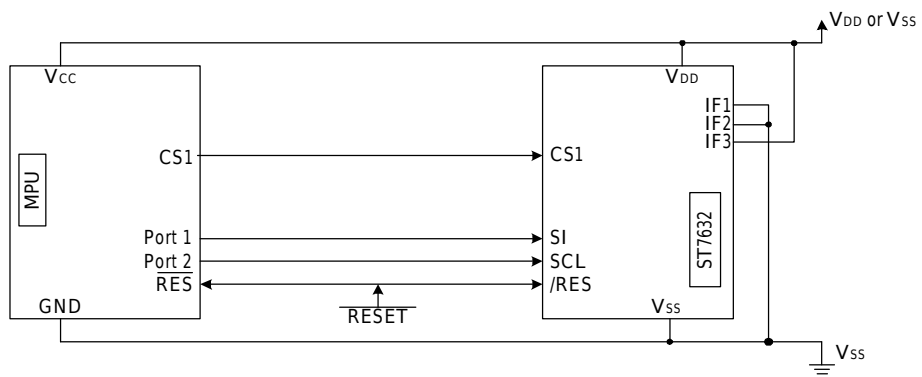 VDD or VSS
VCC
VDD
IF1
IF2
IF3
CS1
CS1
MPU
ST7632
Port 1
SI
Port 2
SCL
RES
/RES
GND
RESET
VSS
VSS